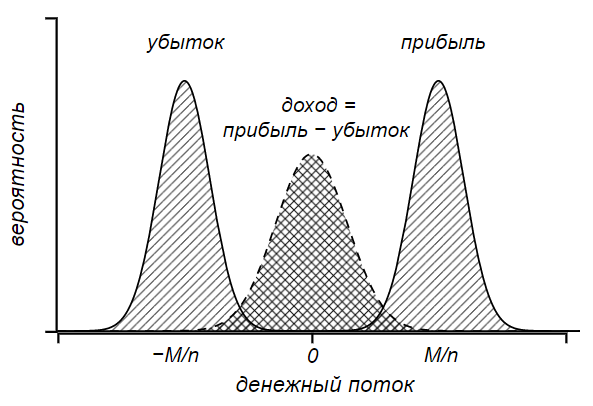 убыток
прибыль
доход =
прибыль − убыток
вероятность
−M/n
0
M/n
денежный поток